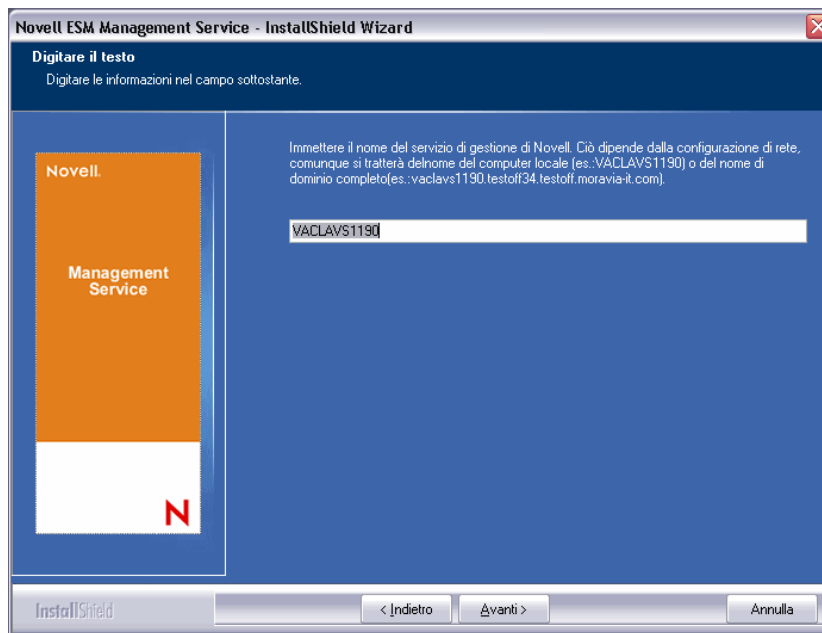 Novell ESM Management Service - InstallShield Wizard
Digitare il testo
Digitare le informazioni nel campo sottostante.
Immettere il nome del servizio di gestione di Novell. Ciò dipende dalla configurazione di rete,
comunque si tratterà delnome del computer locale (es.:VACLAVS1190) o del nome di
dominio completo(es.:vaclavs1190.testoff34.testoff.moravia-it.com).
Novell.
VACLAVS1190
Management
Service
N
InstallShield
< Indietro
Avanti >
Annulla